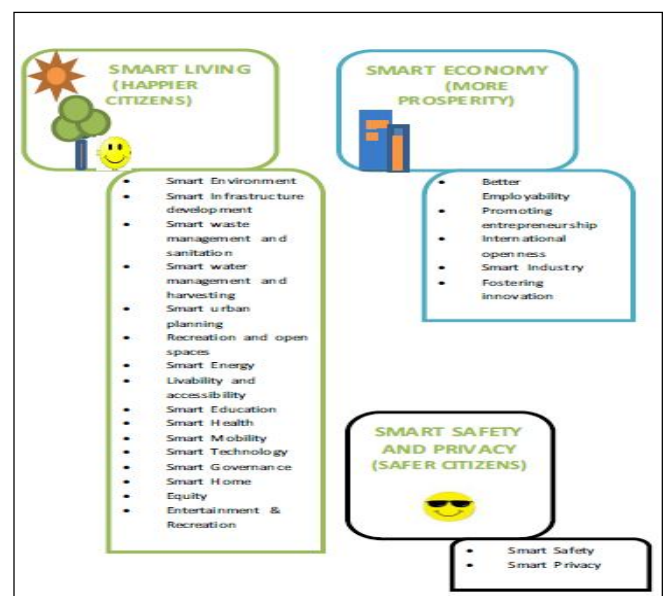 SMART LIVING
(HAPPIER
CITIZENS)
Smart Environment
Smart Infrastructure
development
Smart waste
management and
sanitation
Smart water
management and
harvesting
Smart urban
planning
Recreation and open
spaces
Smart Energy
Livability and
accessibility
Smart Education
Smart Health
Smart Mobility
Smart Technology
Smart Governance
Smart Home
Equity
Entertainment &
Recreation
SMART ECONOMY
(MORE
PROSPERITY)
Better
Employability
Promoting
entrepreneurship
International
openness
Smart Industry
Fostering
innovation
SMART SAFETY
AND PRIVACY
(SAFER CITIZENS)
Smart Safety
Smart Privacy